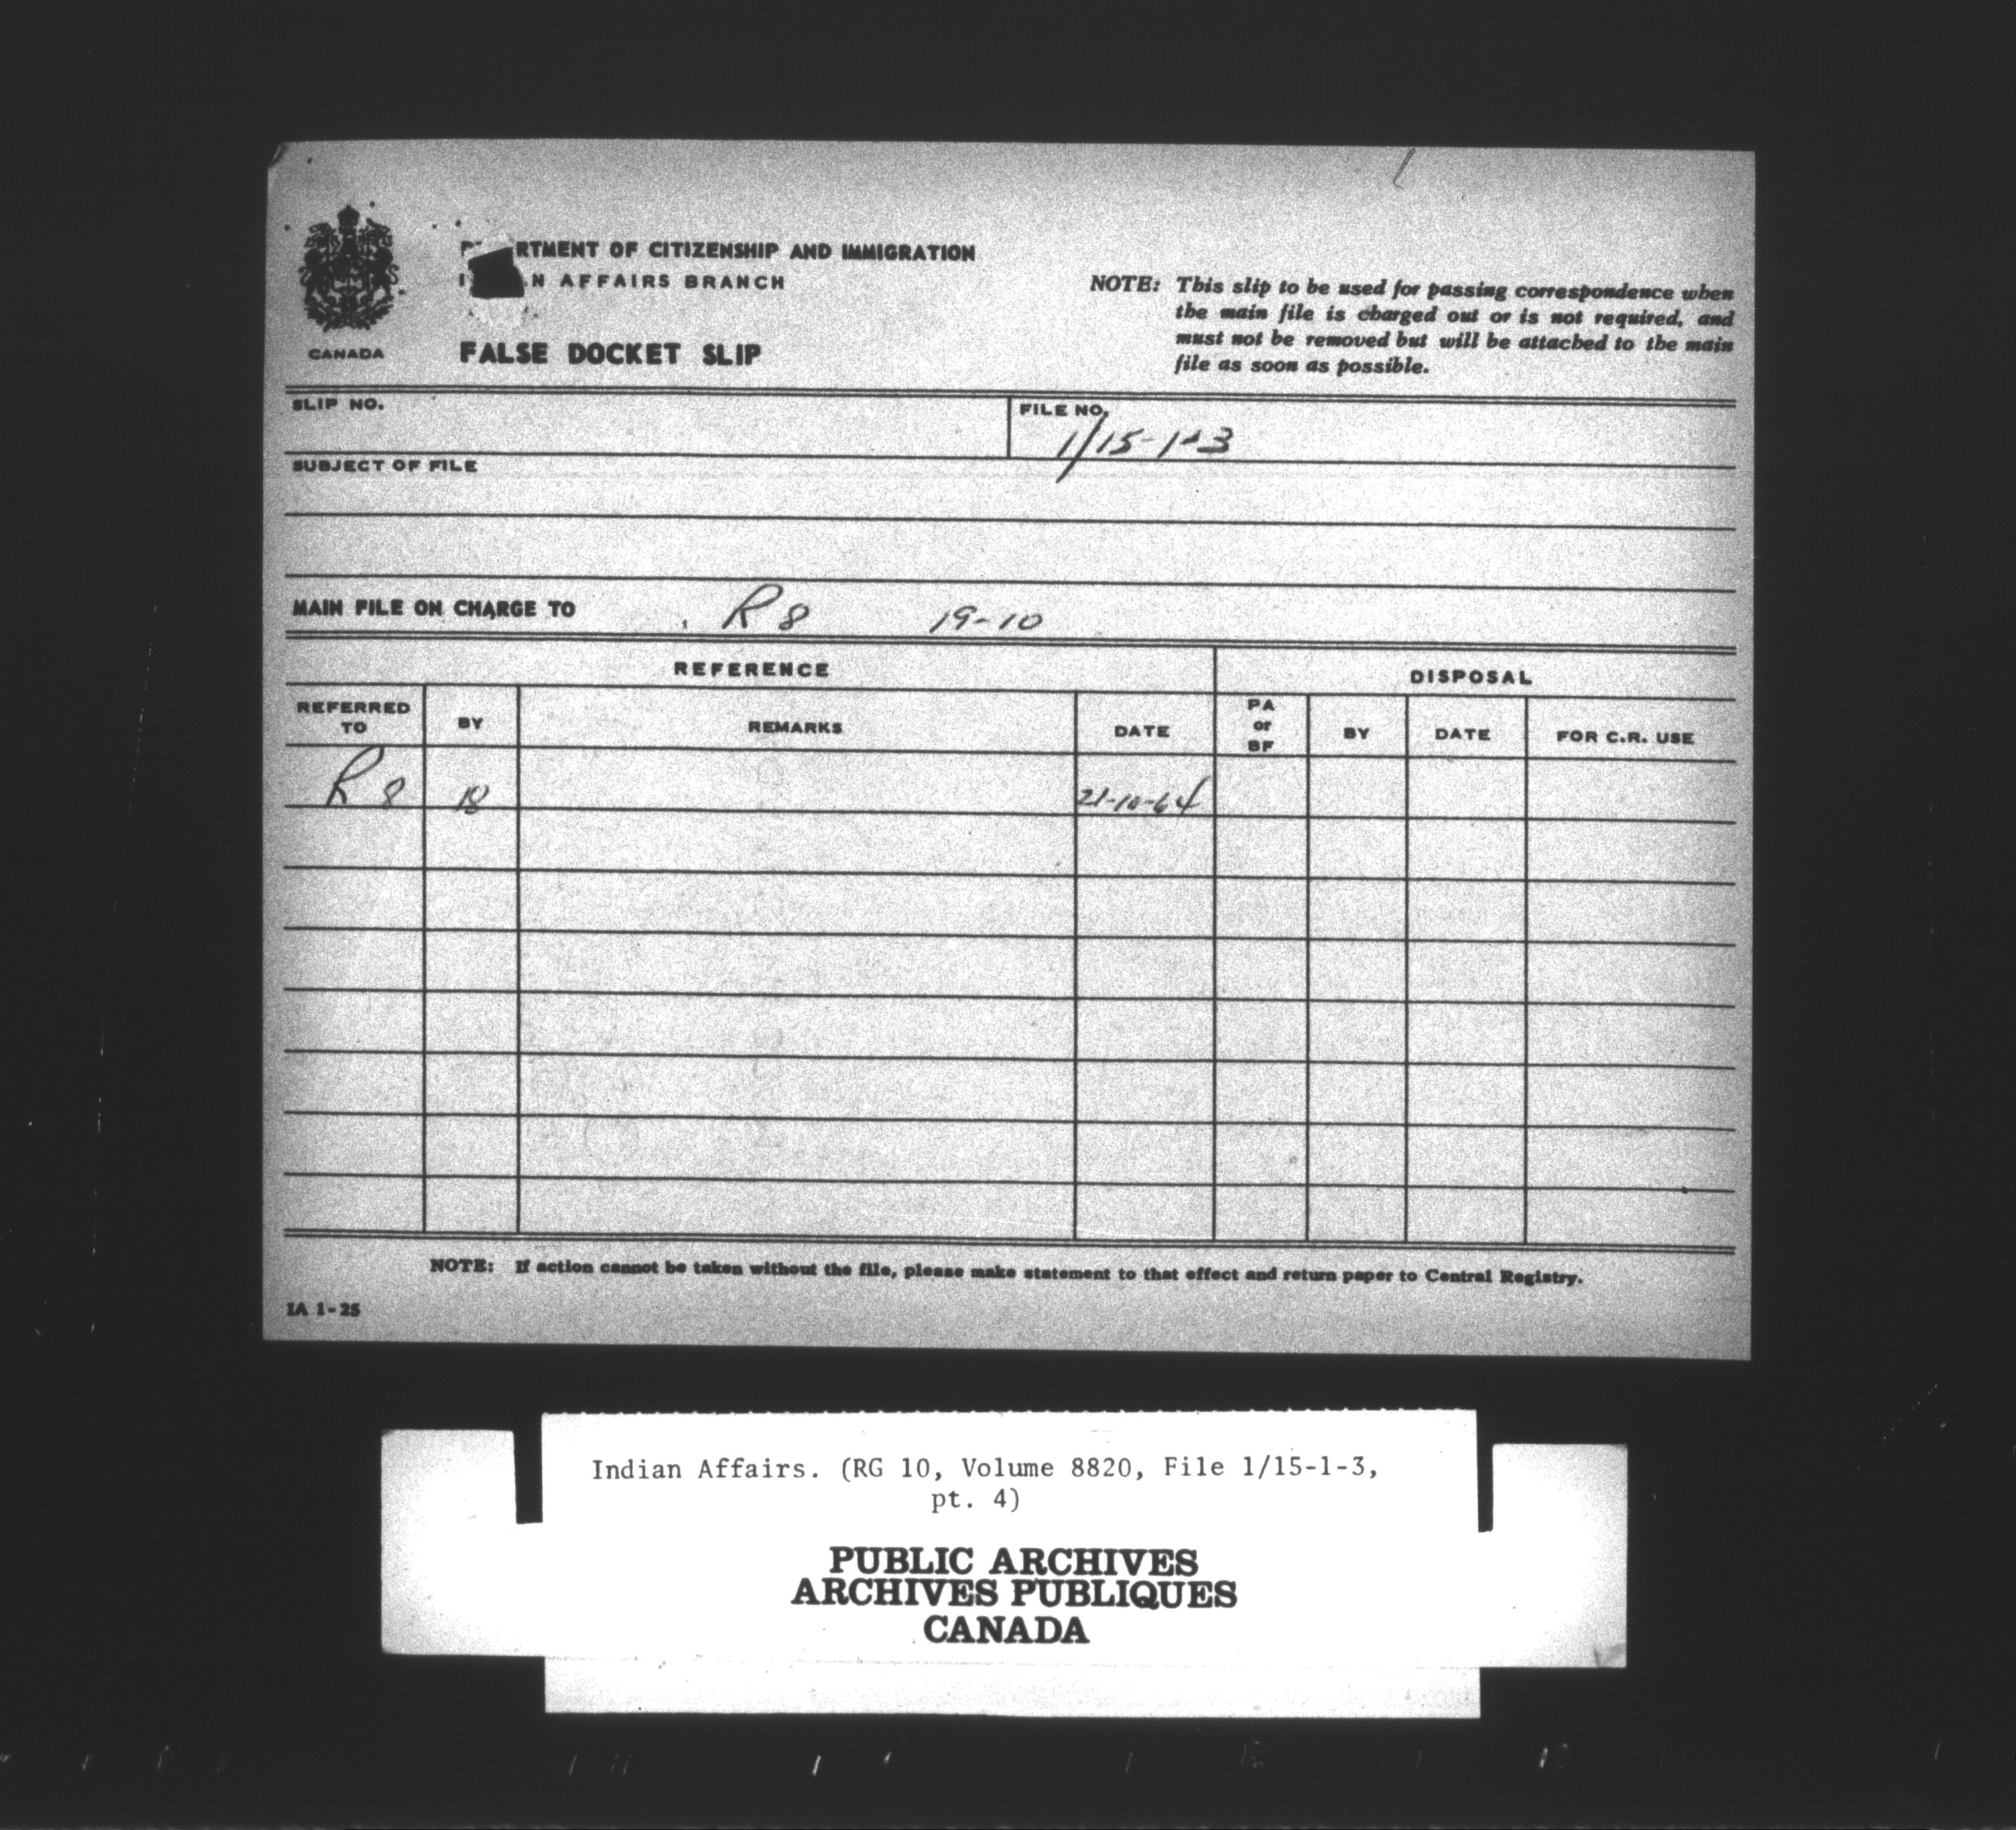 RTMENT OF CITIZENSHIP AND IMMIGRATION
N AFFAIRS BRANCH
CANADA
FALSE DOCKET SLIP
NOTE: This slip to be used for passing correspondence when
the main file is charged out or is not required, and
must not be removed but will be attached to the main
file as soon as possible.
SLIP NO.
FILE NO.
1/15-1-3
SUBJECT OF FILE
MAIN FILE ON CHARGE TO R8 19-10
REFERENCE DISPOSAL
REFERRED TO BY REMARKS DATE PA or BF BY DATE FOR C.R. USE
R8 18 21-10-64
NOTE: If action cannot be taken without the file, please make statement to that effect and return paper to Central Registry.
IA 1-25
Indian Affairs. (RG 10, Volume 8820, File 1/15-1-3,
pt. 4)
PUBLIC ARCHIVES
ARCHIVES PUBLIQUES
CANADA